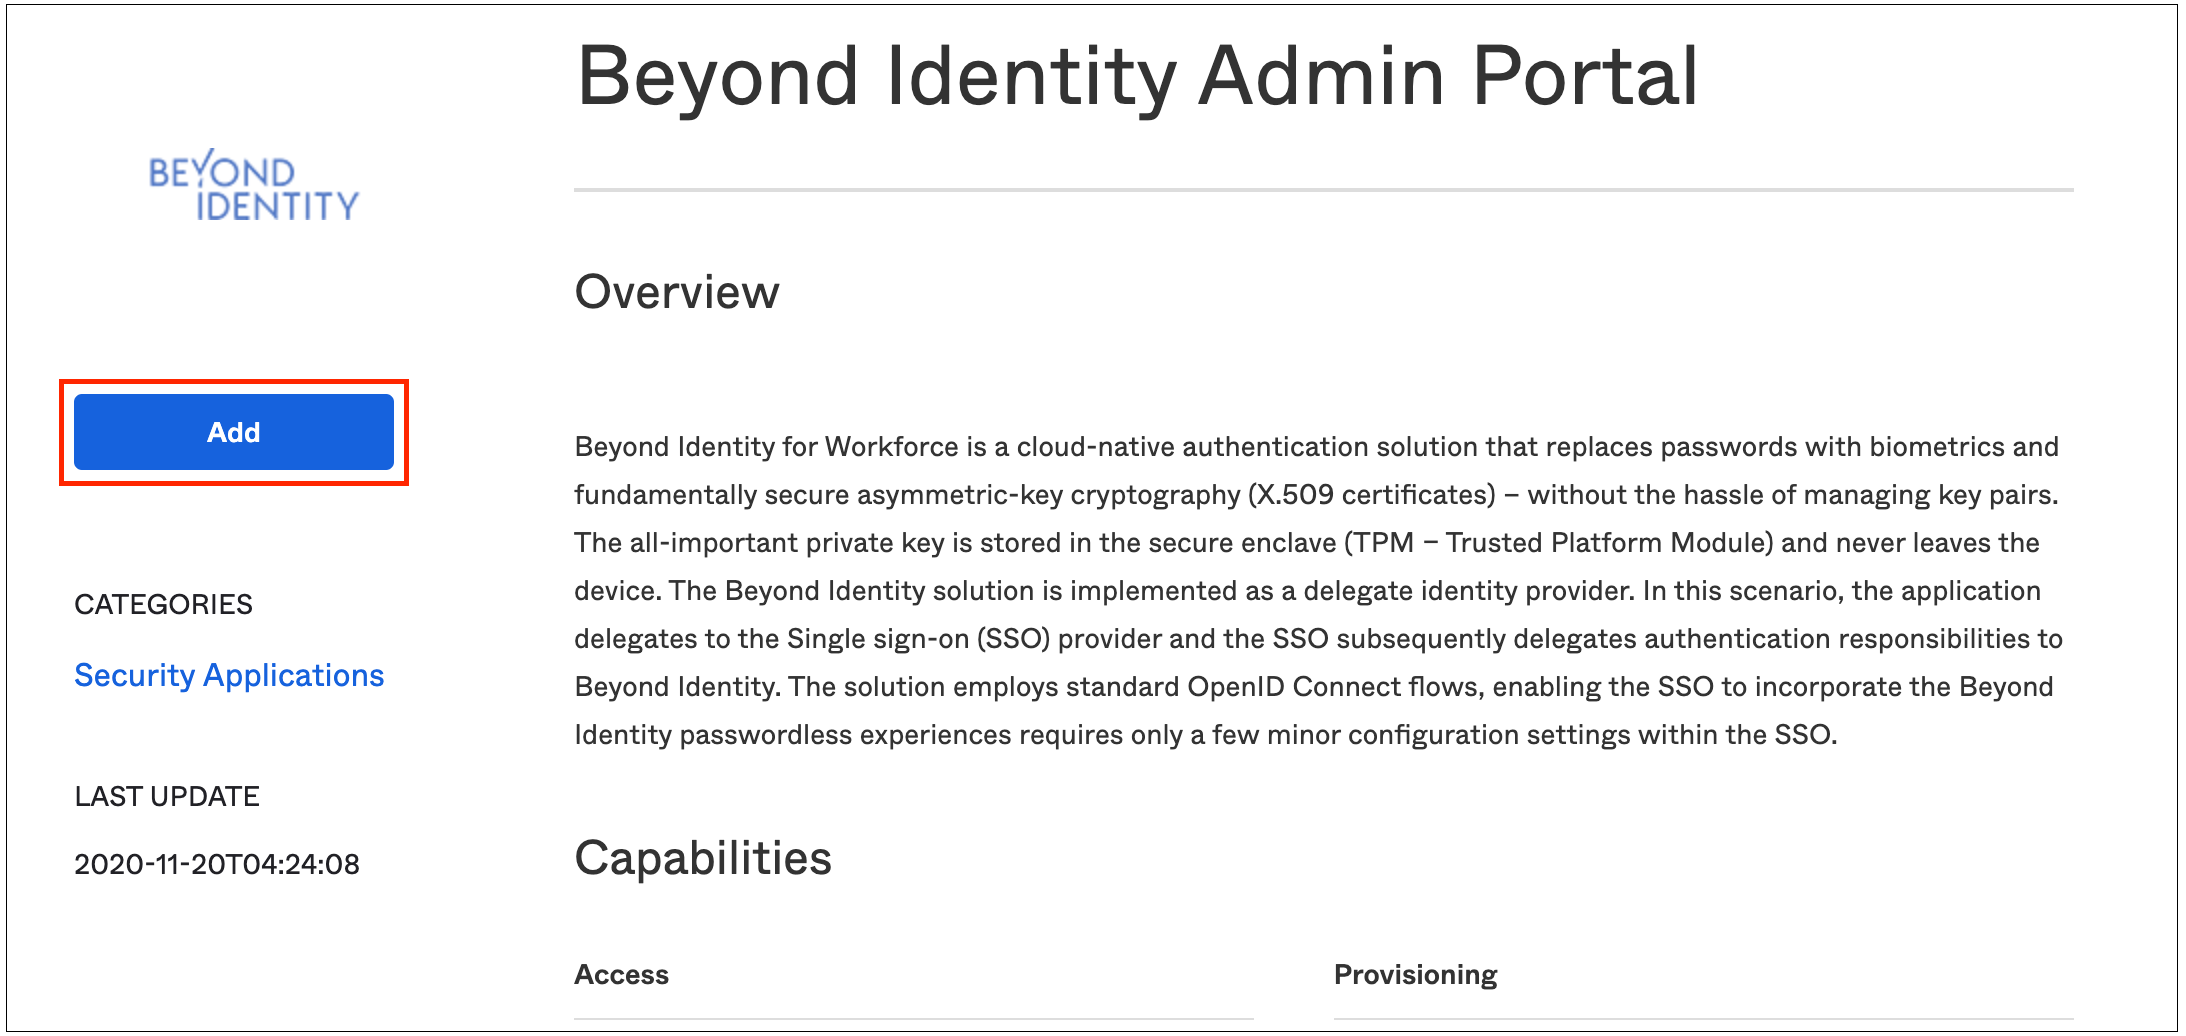 Beyond Identity Admin Portal
BEYOND
IDENTITY
Add
CATEGORIES
Security Applications
LAST UPDATE
2020-11-20T04:24:08
Overview
Beyond Identity for Workforce is a cloud-native authentication solution that replaces passwords with biometrics and
fundamentally secure asymmetric-key cryptography (X.509 certificates) – without the hassle of managing key pairs.
The all-important private key is stored in the secure enclave (TPM – Trusted Platform Module) and never leaves the
device. The Beyond Identity solution is implemented as a delegate identity provider. In this scenario, the application
delegates to the Single sign-on (SSO) provider and the SSO subsequently delegates authentication responsibilities to
Beyond Identity. The solution employs standard OpenID Connect flows, enabling the SSO to incorporate the Beyond
Identity passwordless experiences requires only a few minor configuration settings within the SSO.
Capabilities
Access
Provisioning